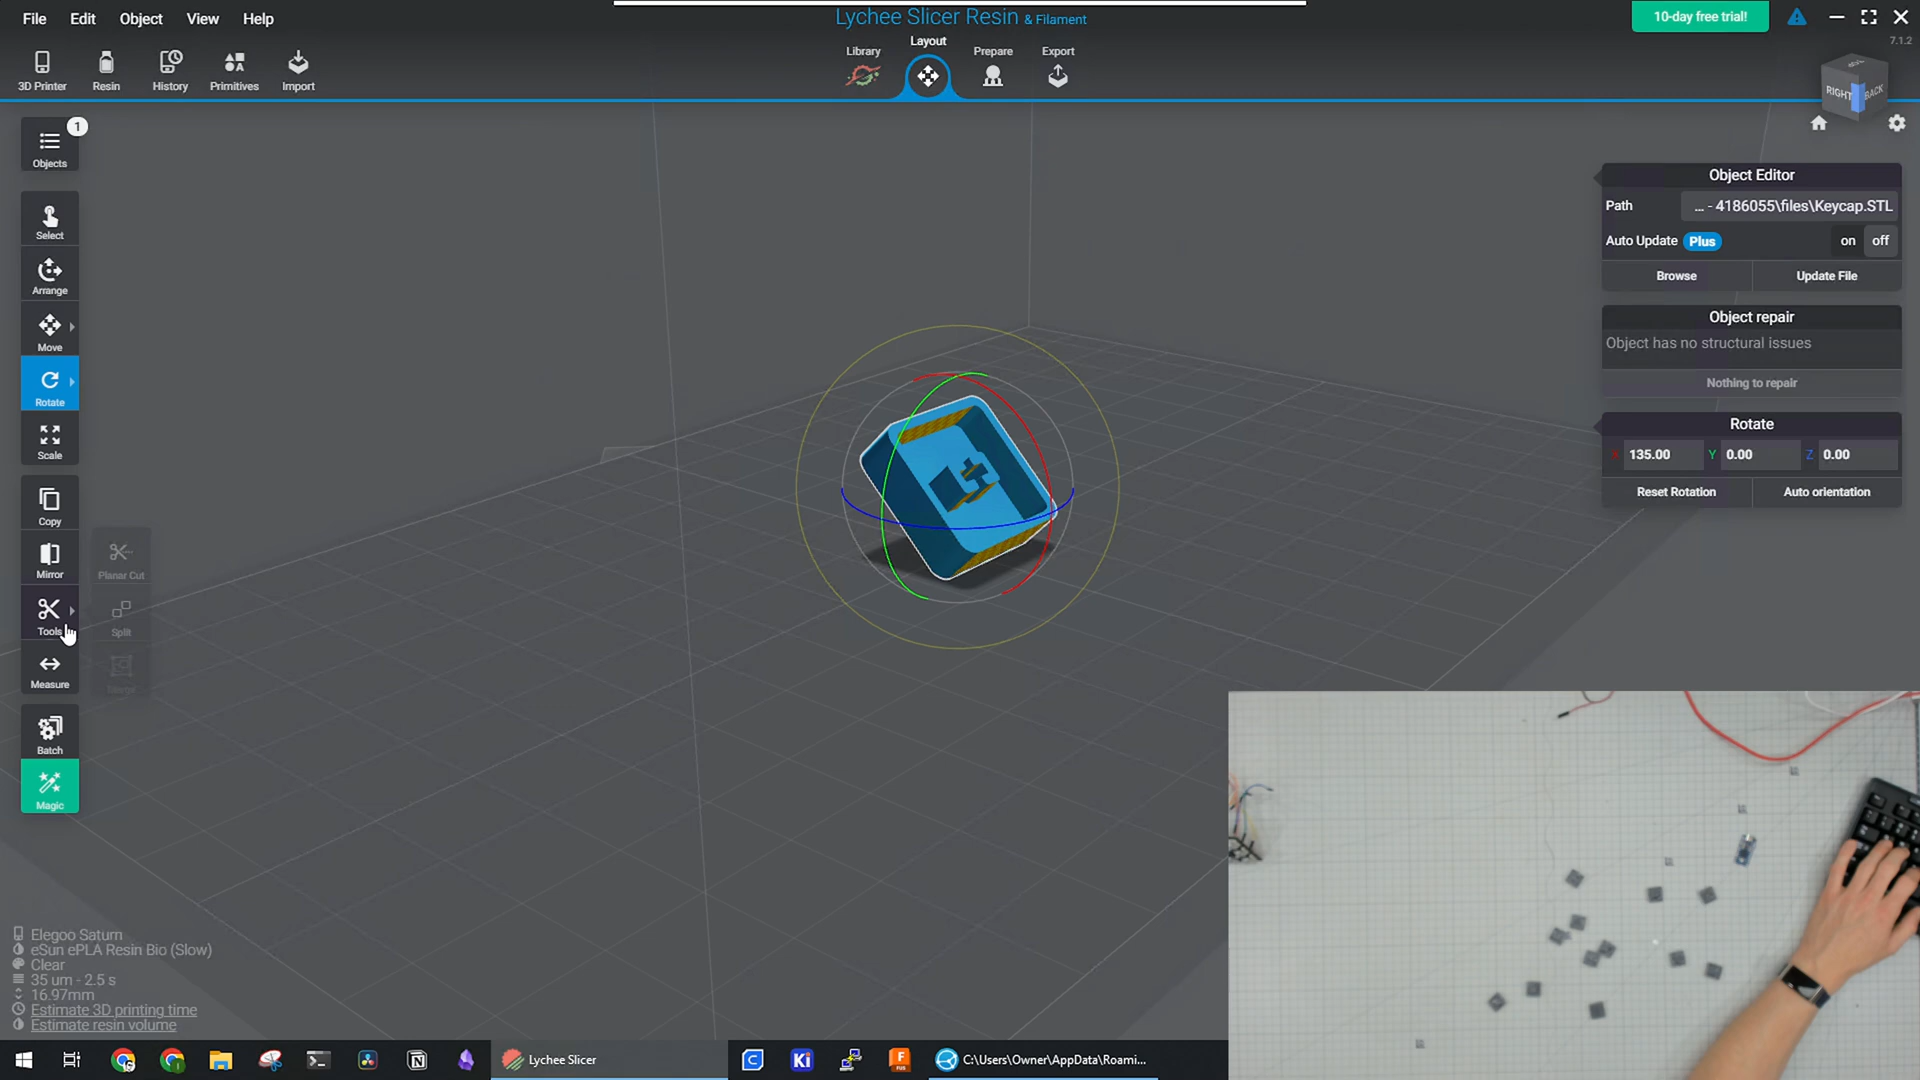 File Edit Object View Help
Lychee Slicer Resin & Filament
10-day free trial!
7.1.2
3D Printer Resin History Primitives Import
Library Layout Prepare Export
RIGHT BACK
TOP
1
Objects
Select
Arrange
Move
Rotate
Scale
Copy
Mirror
Tools
Measure
Batch
Magic
Planar Cut
Split
Object Editor
Path ... - 4186055\files\Keycap.STL
Auto Update Plus on off
Browse Update File
Object repair
Object has no structural issues
Nothing to repair
Rotate
X 135.00 Y 0.00 Z 0.00
Reset Rotation Auto orientation
Elegoo Saturn
eSun ePLA Resin Bio (Slow)
Clear
35 um - 2.5 s
16.97mm
Estimate 3D printing time
Estimate resin volume
Lychee Slicer
Ki
F
FUS
C:\Users\Owner\AppData\Roami...